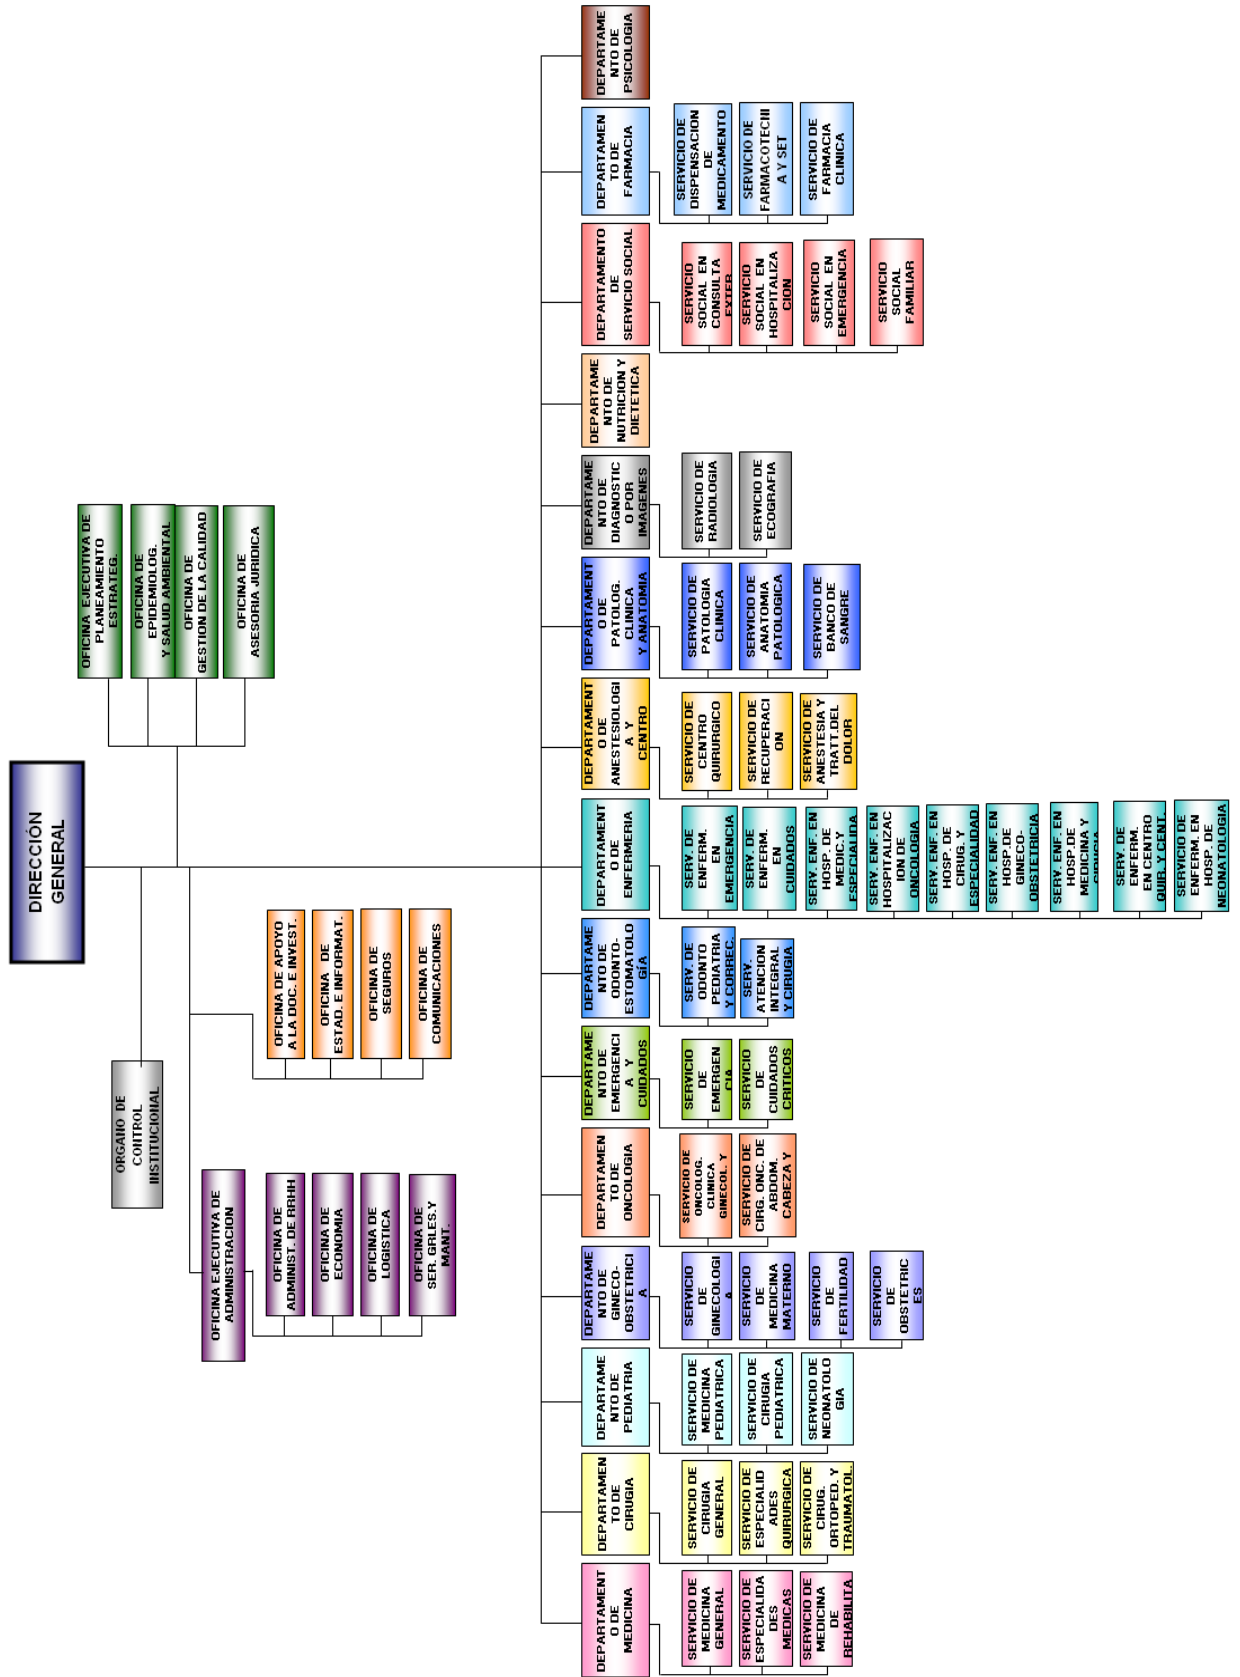 DIRECCIÓN
GENERAL
ORGANO DE
CONTROL
INSTITUCIONAL
OFICINA EJECUTIVA DE
PLANEAMIENTO
ESTRATEG.
OFICINA DE
EPIDEMIOLOG.
Y SALUD AMBIENTAL
OFICINA DE
GESTION DE LA CALIDAD
OFICINA DE
ASESORIA JURIDICA
OFICINA EJECUTIVA DE
ADMINISTRACION
OFICINA DE
ADMINIST. DE RRHH
OFICINA DE
ECONOMIA
OFICINA DE
LOGISTICA
OFICINA DE
SER. GRLES.Y
MANT.
OFICINA DE APOYO
A LA DOC. E INVEST.
OFICINA DE
ESTAD. E INFORMAT.
OFICINA DE
SEGUROS
OFICINA DE
COMUNICACIONES
DEPARTAMENT
O DE
MEDICINA
SERVICIO DE
MEDICINA
GENERAL
SERVICIO DE
ESPECIALIDA
DES
MEDICAS
SERVICIO DE
MEDICINA
DE
REHABILITA
DEPARTAMEN
TO DE
CIRUGIA
SERVICIO DE
CIRUGIA
GENERAL
SERVICIO DE
ESPECIALID
ADES
QUIRURGICA
SERVICIO DE
CIRUG.
ORTOPED. Y
TRAUMATOL.
DEPARTAME
NTO DE
PEDIATRIA
SERVICIO DE
MEDICINA
PEDIATRICA
SERVICIO DE
CIRUGIA
PEDIATRICA
SERVICIO DE
NEONATOLO
GIA
DEPARTAME
NTO DE
GINECO-
OBSTETRICI
A
SERVICIO
DE
GINECOLOGI
A
SERVICIO
DE
MEDICINA
MATERNO
SERVICIO
DE
FERTILIDAD
SERVICIO
DE
OBSTETRIC
ES
DEPARTAMEN
TO DE
ONCOLOGIA
SERVICIO DE
ONCOLOG.
CLINICA
GINECOL. Y
SERVICIO DE
CIRG. ONC. DE
ABDOM.
CABEZA Y
DEPARTAME
NTO DE
EMERGENCI
A Y
CUIDADOS
SERVICIO
DE
EMERGEN
CIA
SERVICIO
DE
CUIDADOS
CRITICOS
DEPARTAME
NTO DE
ODONTO-
ESTOMATOLO
GÍA
SERV. DE
ODONTO
PEDIATRIA
Y CORREC.
SERV.
ATENCION
INTEGRAL
Y CIRUGIA
DEPARTAMENT
O DE
ENFERMERIA
SERV. DE
ENFERM.
EN
EMERGENCIA
SERV. DE
ENFERM.
EN
CUIDADOS
SERV. ENF. EN
HOSP. DE
MEDIC.Y
ESPECIALIDA
SERV. ENF. EN
HOSPITALIZAC
ION DE
ONCOLOGIA
SERV. ENF. EN
HOSP. DE
CIRUG. Y
ESPECIALIDAD
SERV. ENF. EN
HOSP.DE
GINECO-
OBSTETRICIA
SERV. ENF. EN
HOSP.DE
MEDICINA Y
CIRUGIA
SERV. DE
ENFERM.
EN CENTRO
QUIR. Y CENT.
SERVICIO DE
ENFERM. EN
HOSP. DE
NEONATOLOGIA
DEPARTAMENT
O DE
ANESTESIOLOGI
A Y
CENTRO
SERVICIO DE
CENTRO
QUIRURGICO
SERVICIO DE
RECUPERACI
ON
SERVICIO DE
ANESTESIA Y
TRATT.DEL
DOLOR
DEPARTAMENT
O DE
PATOLOG.
CLINICA
Y ANATOMIA
SERVICIO DE
PATOLOGIA
CLINICA
SERVICIO DE
ANATOMIA
PATOLOGICA
SERVICIO DE
BANCO DE
SANGRE
DEPARTAME
NTO DE
DIAGNOSTIC
O POR
IMAGENES
SERVICIO DE
RADIOLOGIA
SERVICIO DE
ECOGRAFIA
DEPARTAME
NTO DE
NUTRICION Y
DIETETICA
DEPARTAMENTO
DE
SERVICIO SOCIAL
SERVICIO
SOCIAL EN
CONSULTA
EXTER
SERVICIO
SOCIAL EN
HOSPITALIZA
CION
SERVICIO
SOCIAL EN
EMERGENCIA
SERVICIO
SOCIAL
FAMILIAR
DEPARTAMEN
TO DE
FARMACIA
SERVICIO DE
DISPENSACION
DE
MEDICAMENTO
SERVICIO DE
FARMACOTECHI
A Y SET
SERVICIO DE
FARMACIA
CLINICA
DEPARTAME
NTO DE
PSICOLOGIA